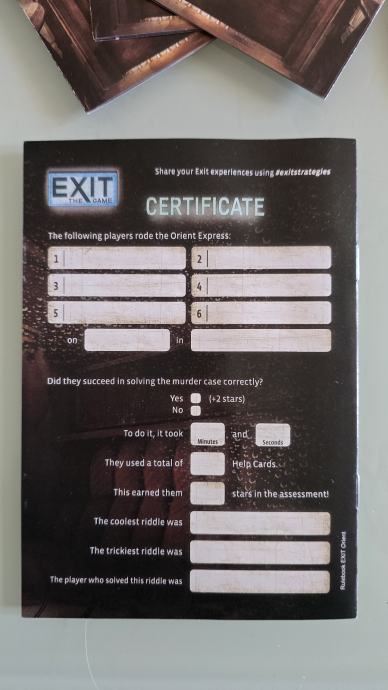 Share your Exit experiences using #exitstrategies
EXIT
THE GAME
CERTIFICATE
The following players rode the Orient Express:
1 2
3 4
5 6
on in
Did they succeed in solving the murder case correctly?
Yes (+2 stars)
No
To do it, it took Minutes and Seconds
They used a total of Help Cards.
This earned them stars in the assessment!
The coolest riddle was
The trickiest riddle was
The player who solved this riddle was
Rulebook EXIT Orient